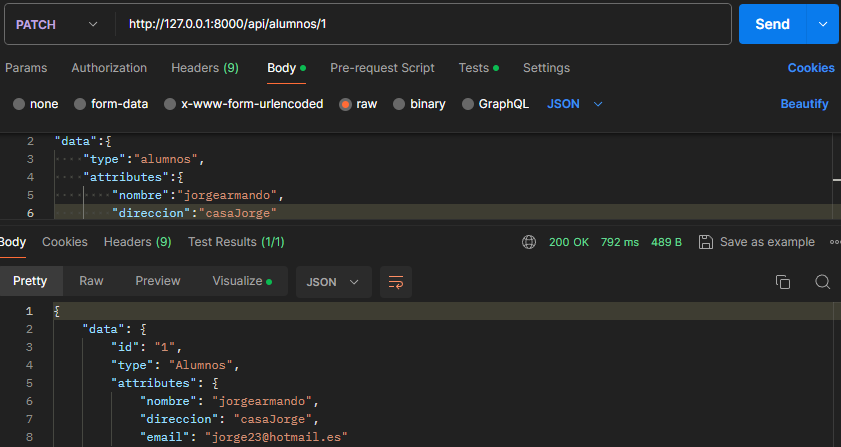 PATCH http://127.0.0.1:8000/api/alumnos/1 Send
Params Authorization Headers (9) Body Pre-request Script Tests Settings Cookies
none form-data x-www-form-urlencoded raw binary GraphQL JSON Beautify
2 "data":{
3 "type":"alumnos",
4 "attributes":{
5 "nombre":"jorgearmando",
6 "direccion":"casaJorge"
Body Cookies Headers (9) Test Results (1/1) 200 OK 792 ms 489 B Save as example
Pretty Raw Preview Visualize JSON
1 {
2 "data": {
3 "id": "1",
4 "type": "Alumnos",
5 "attributes": {
6 "nombre": "jorgearmando",
7 "direccion": "casaJorge",
8 "email": "jorge23@hotmail.es"